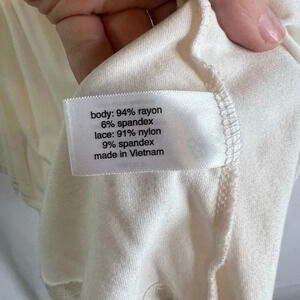 body: 94% rayon
6% spandex
lace: 91% nylon
9% spandex
made in Vietnam